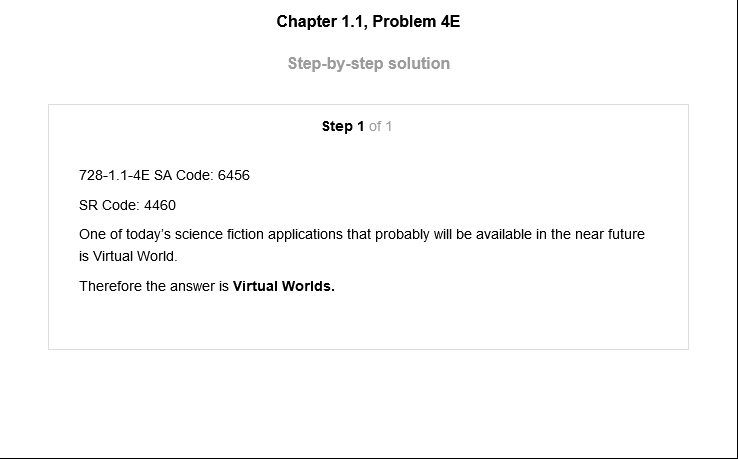 Chapter 1.1, Problem 4E
Step-by-step solution
Step 1 of 1
728-1.1-4E SA Code: 6456
SR Code: 4460
One of today’s science fiction applications that probably will be available in the near future
is Virtual World.
Therefore the answer is Virtual Worlds.